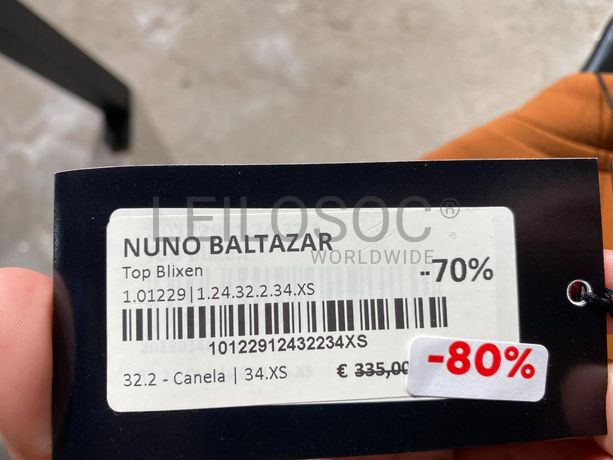 LEILOSOC®
WORLDWIDE
NUNO BALTAZAR
Top Blixen
-70%
1.01229|1.24.32.2.34.XS
10122912432234XS
32.2 - Canela | 34.XS
€ 335,00
-80%